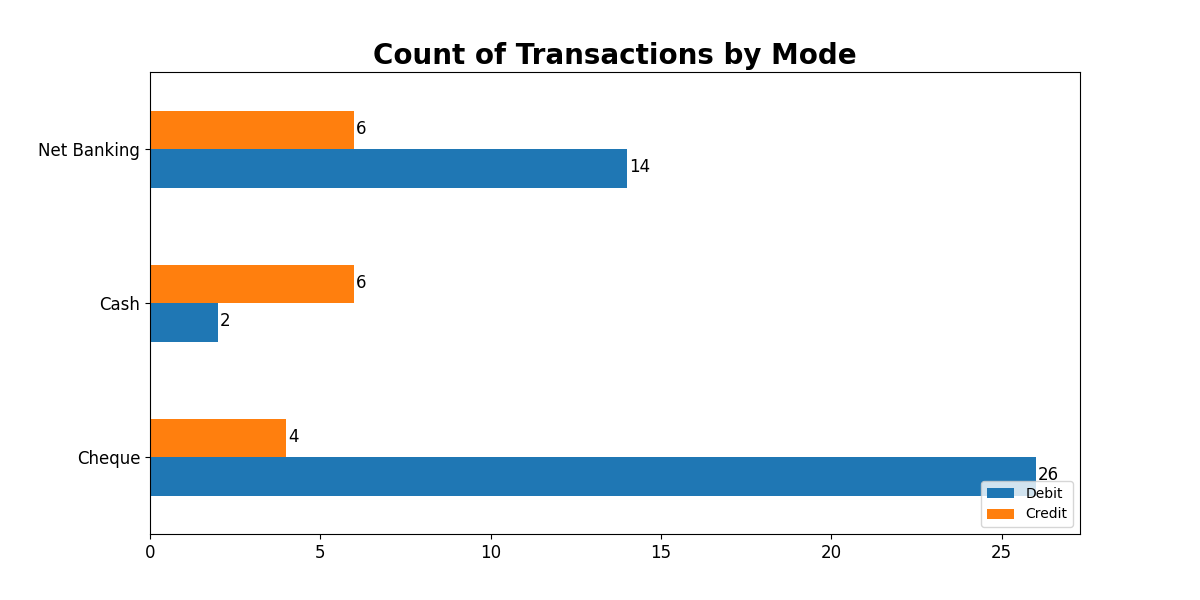 Count of Transactions by Mode
Net Banking
6
14
Cash
6
2
Cheque
4
26
Debit
Credit
0 5 10 15 20 25